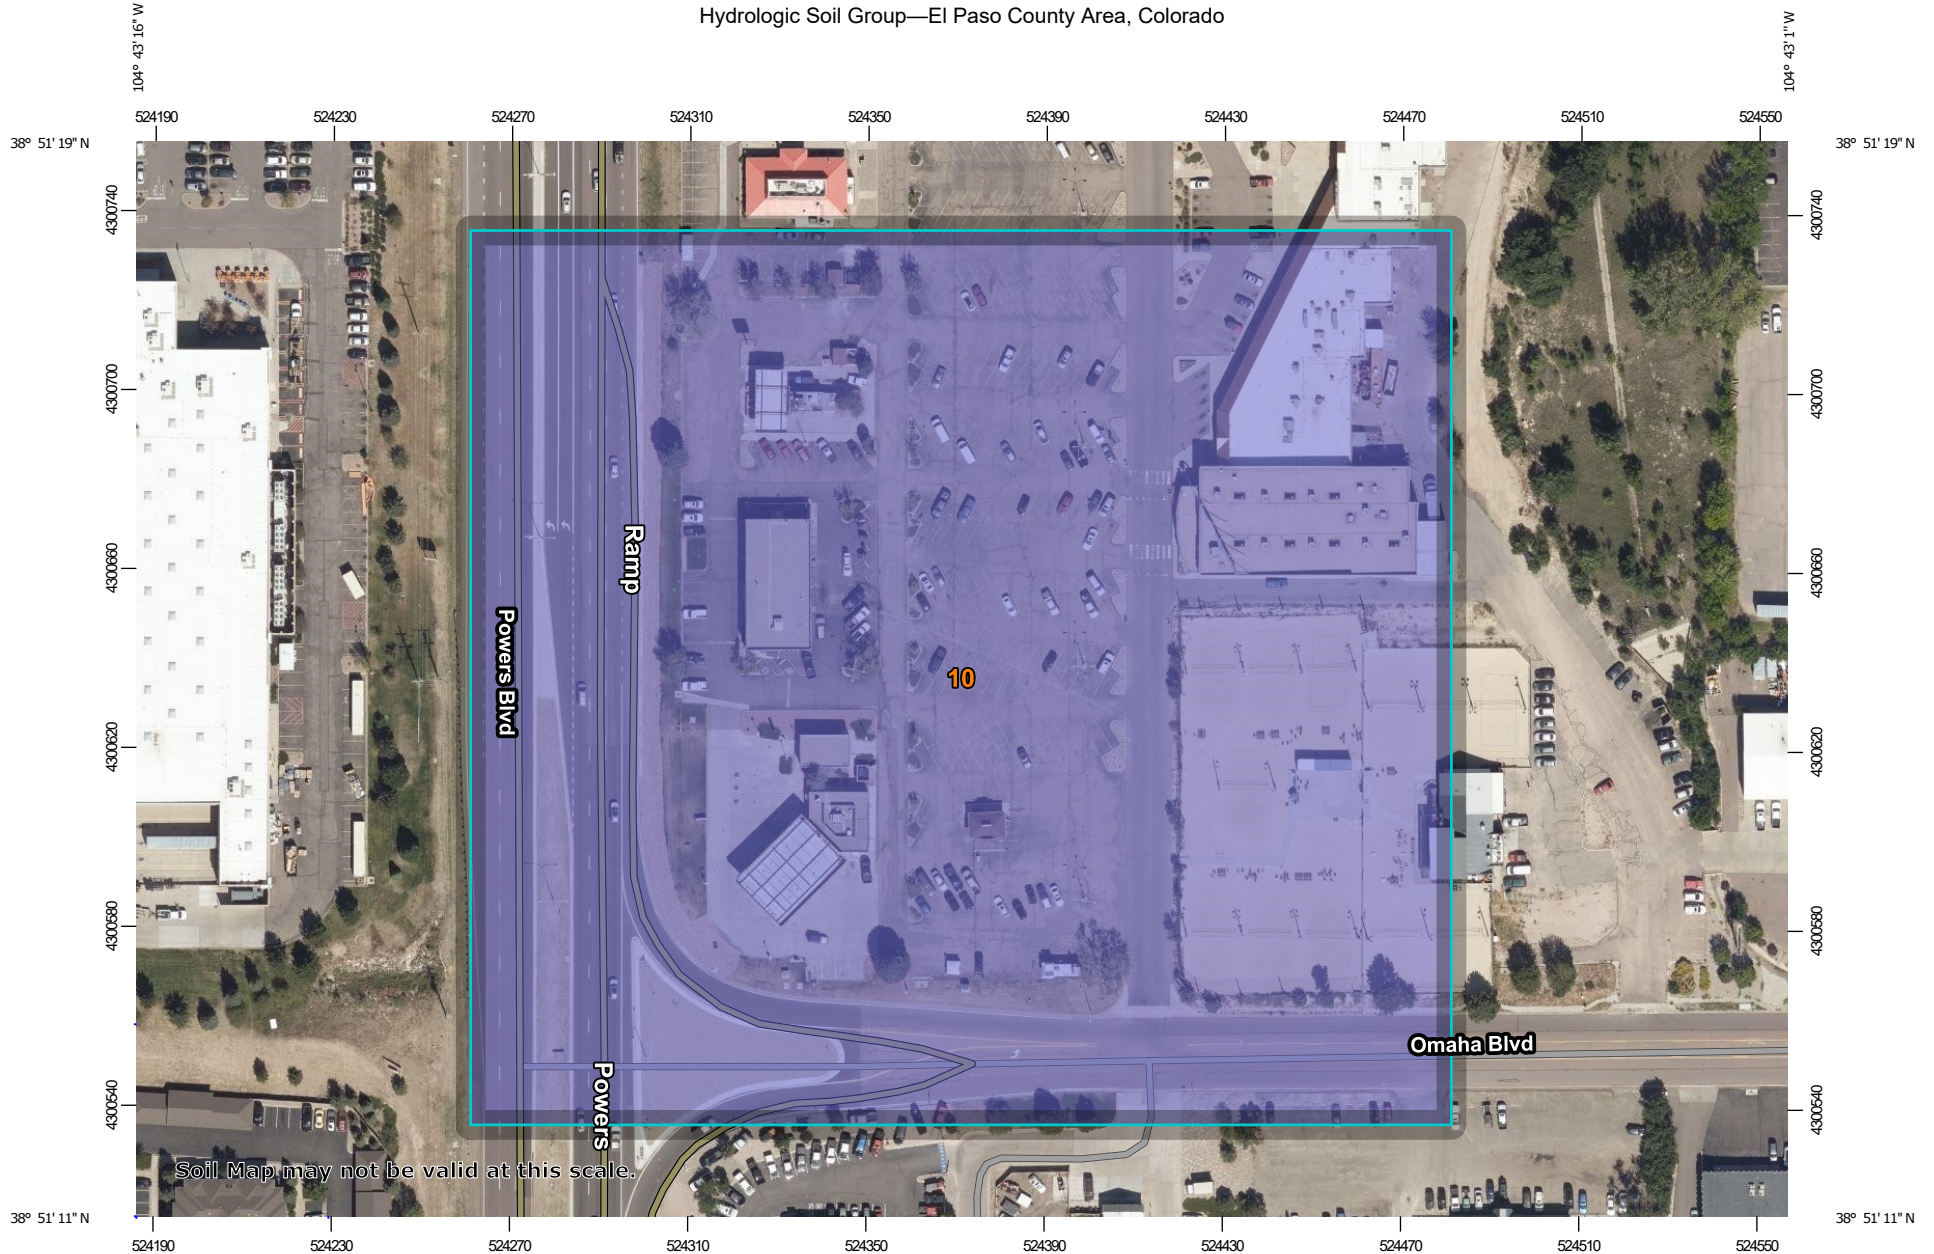 Hydrologic Soil Group—El Paso County Area, Colorado
104° 43' 16" W
104° 43' 1" W
524190 524230 524270 524310 524350 524390 524430 524470 524510 524550
38° 51' 19" N
38° 51' 19" N
4300740
4300740
4300700
4300700
4300660
4300660
Ramp
Powers Blvd
10
4300620
4300620
4300580
4300580
Omaha Blvd
Powers
4300540
4300540
Soil Map may not be valid at this scale.
38° 51' 11" N
38° 51' 11" N
524190 524230 524270 524310 524350 524390 524430 524470 524510 524550